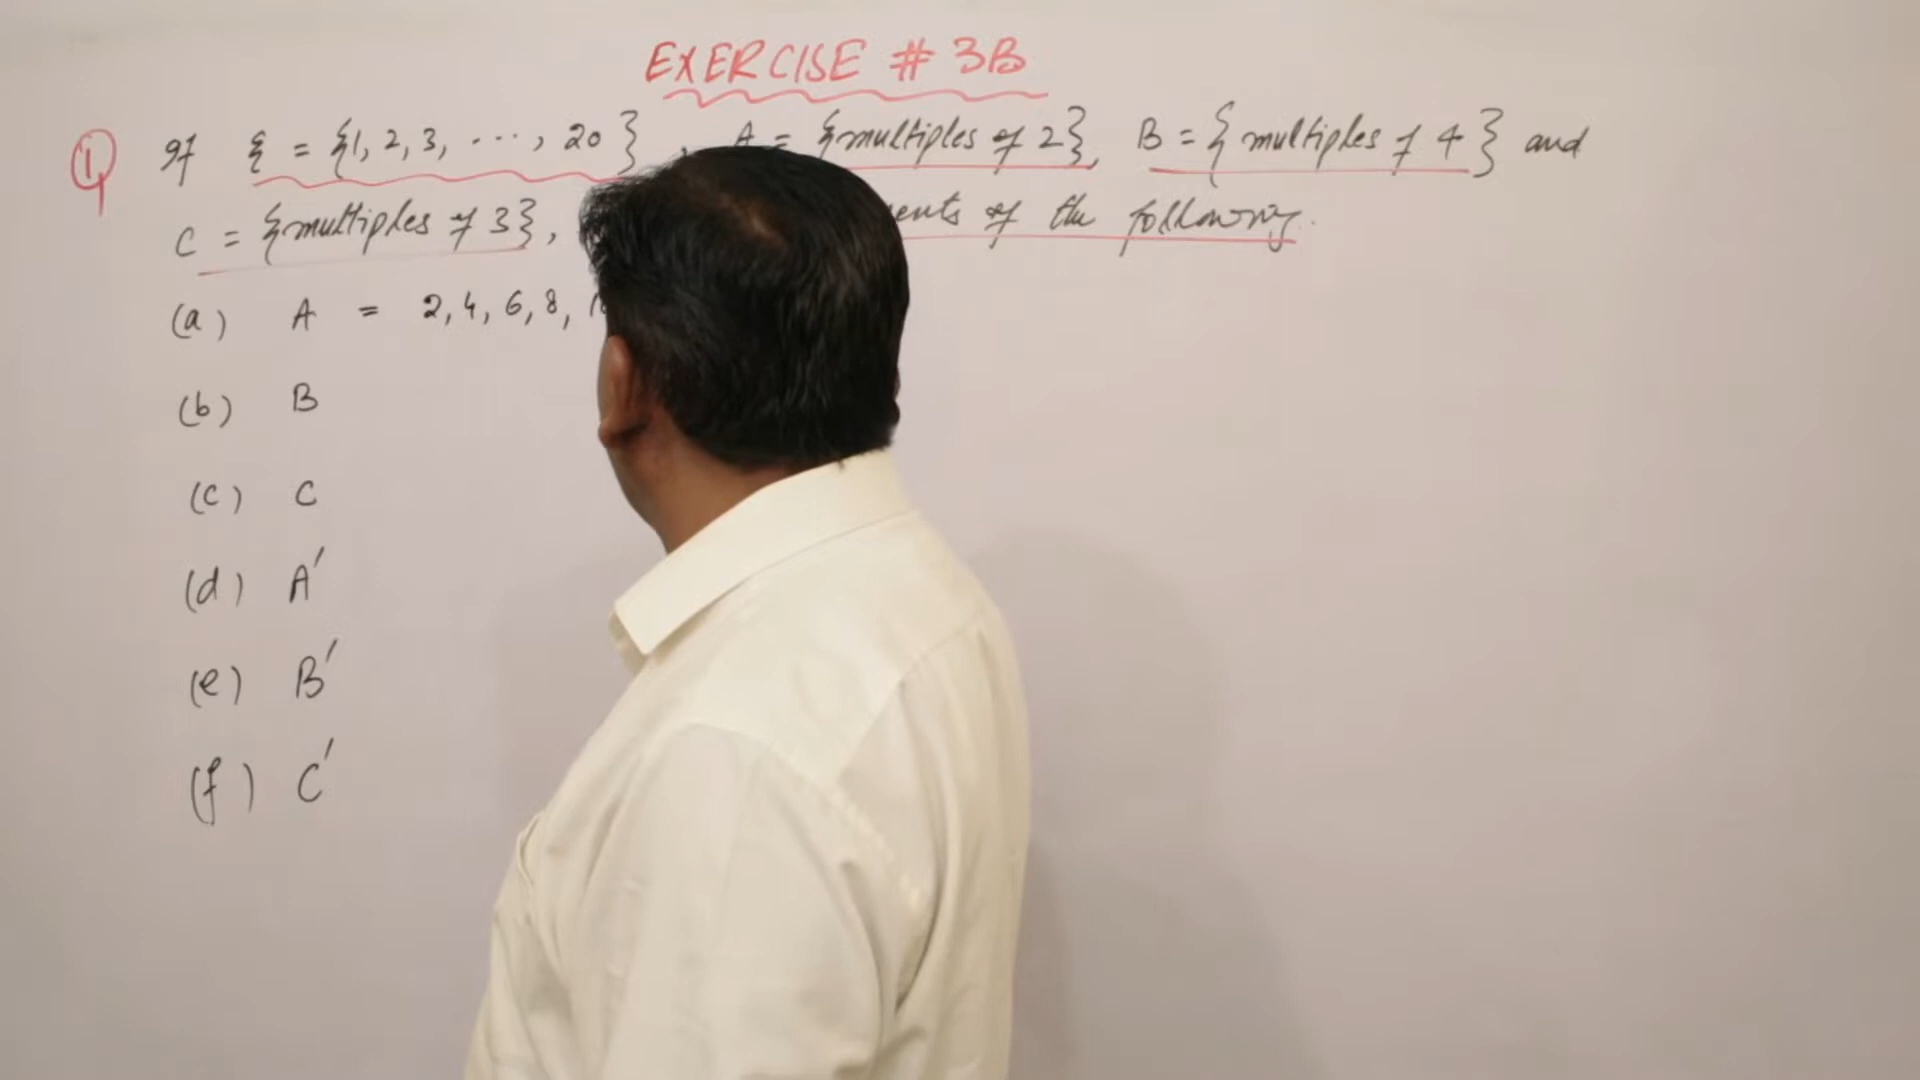 EXERCISE # 3B
① If ξ = {1, 2, 3, ..., 20}, A = {multiples of 2}, B = {multiples of 4} and
C = {multiples of 3}, of the following.
(a) A = 2, 4, 6, 8,
(b) B
(c) C
(d) A'
(e) B'
(f) C'